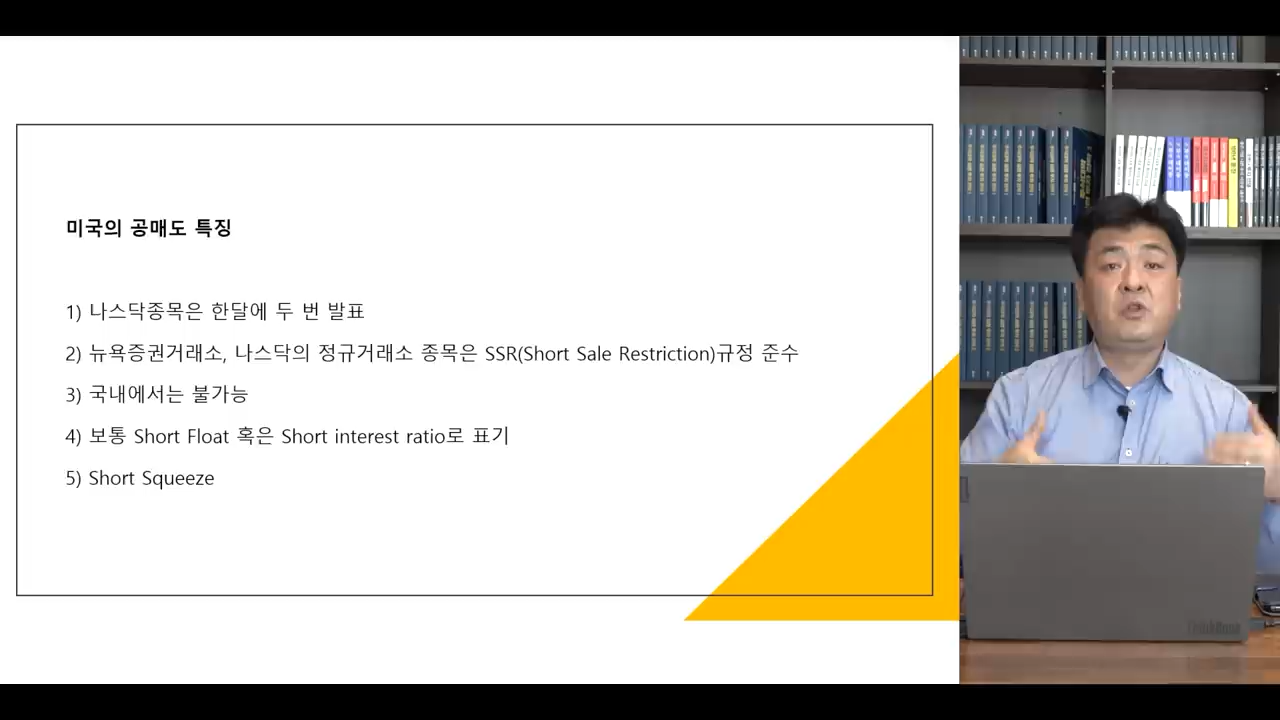 미국의 공매도 특징
1) 나스닥종목은 한달에 두 번 발표
2) 뉴욕증권거래소, 나스닥의 정규거래소 종목은 SSR(Short Sale Restriction)규정 준수
3) 국내에서는 불가능
4) 보통 Short Float 혹은 Short interest ratio로 표기
5) Short Squeeze
ThinkBook